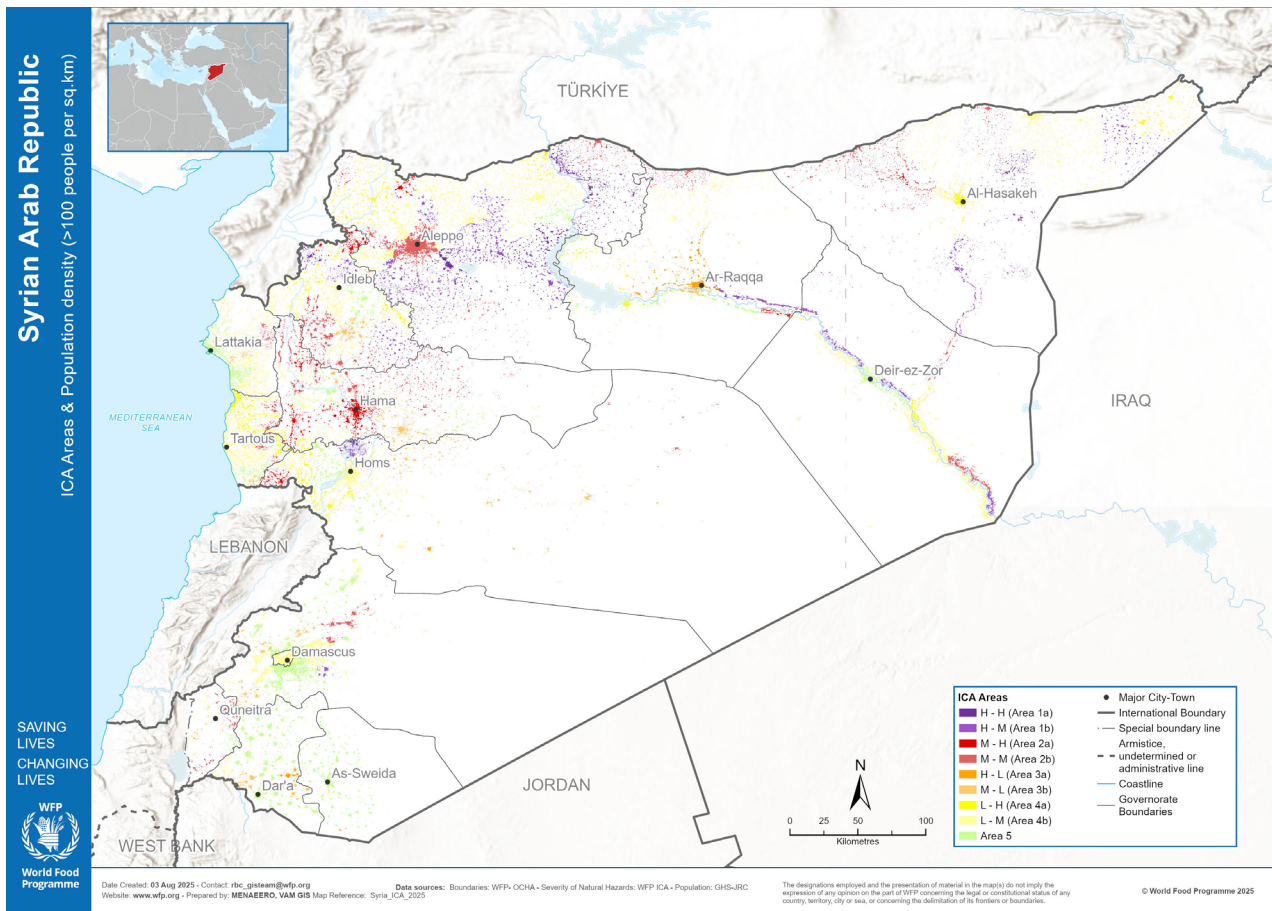 Syrian Arab Republic
ICA Areas & Population density (>100 people per sq.km)
SAVING
LIVES
CHANGING
LIVES
WFP
World Food
Programme
TÜRKİYE
Al-Hasakeh
Aleppo
Idleb
Ar-Raqqa
Lattakia
Deir-ez-Zor
Hama
IRAQ
MEDITERRANEAN
SEA
Tartous
Homs
LEBANON
Damascus
Quneitra
As-Sweida
Dar'a
JORDAN
WEST BANK
N
0 25 50 100
Kilometres
ICA Areas
H - H (Area 1a)
H - M (Area 1b)
M - H (Area 2a)
M - M (Area 2b)
H - L (Area 3a)
M - L (Area 3b)
L - H (Area 4a)
L - M (Area 4b)
Area 5
Major City-Town
International Boundary
Special boundary line
Armistice,
undetermined or
administrative line
Coastline
Governorate
Boundaries
Date Created: 03 Aug 2025 - Contact: rbc_gisteam@wfp.org
Website: www.wfp.org - Prepared by: MENAEERO, VAM GIS Map Reference: Syria_ICA_2025
Data sources: Boundaries: WFP- OCHA - Severity of Natural Hazards: WFP ICA - Population: GHS-JRC
The designations employed and the presentation of material in the map(s) do not imply the
expression of any opinion on the part of WFP concerning the legal or constitutional status of any
country, territory, city or sea, or concerning the delimitation of its frontiers or boundaries.
© World Food Programme 2025